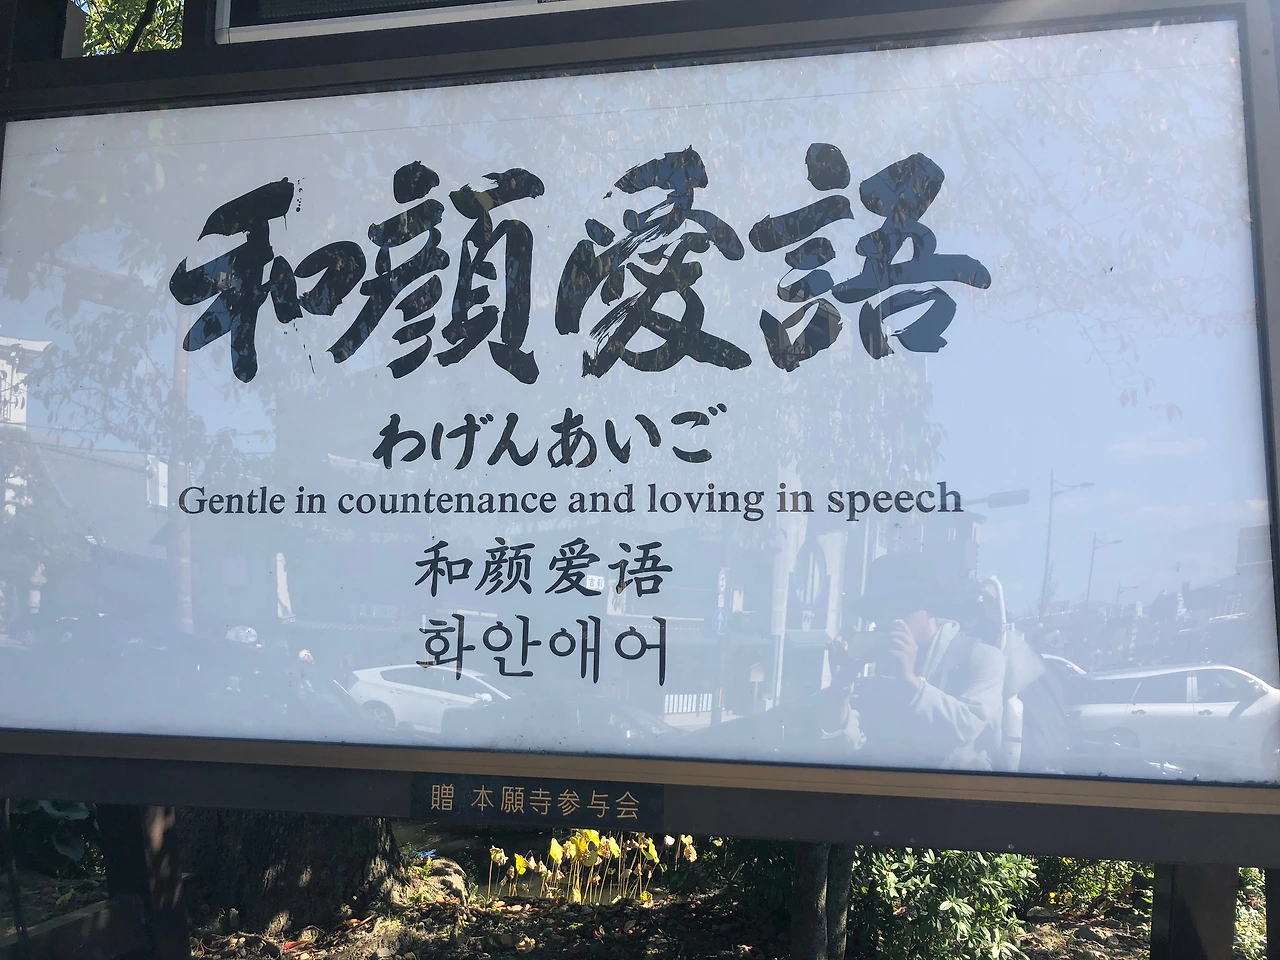 和顔愛語
わげんあいご
Gentle in countenance and loving in speech
和颜爱语
화안애어
贈 本願寺参与会